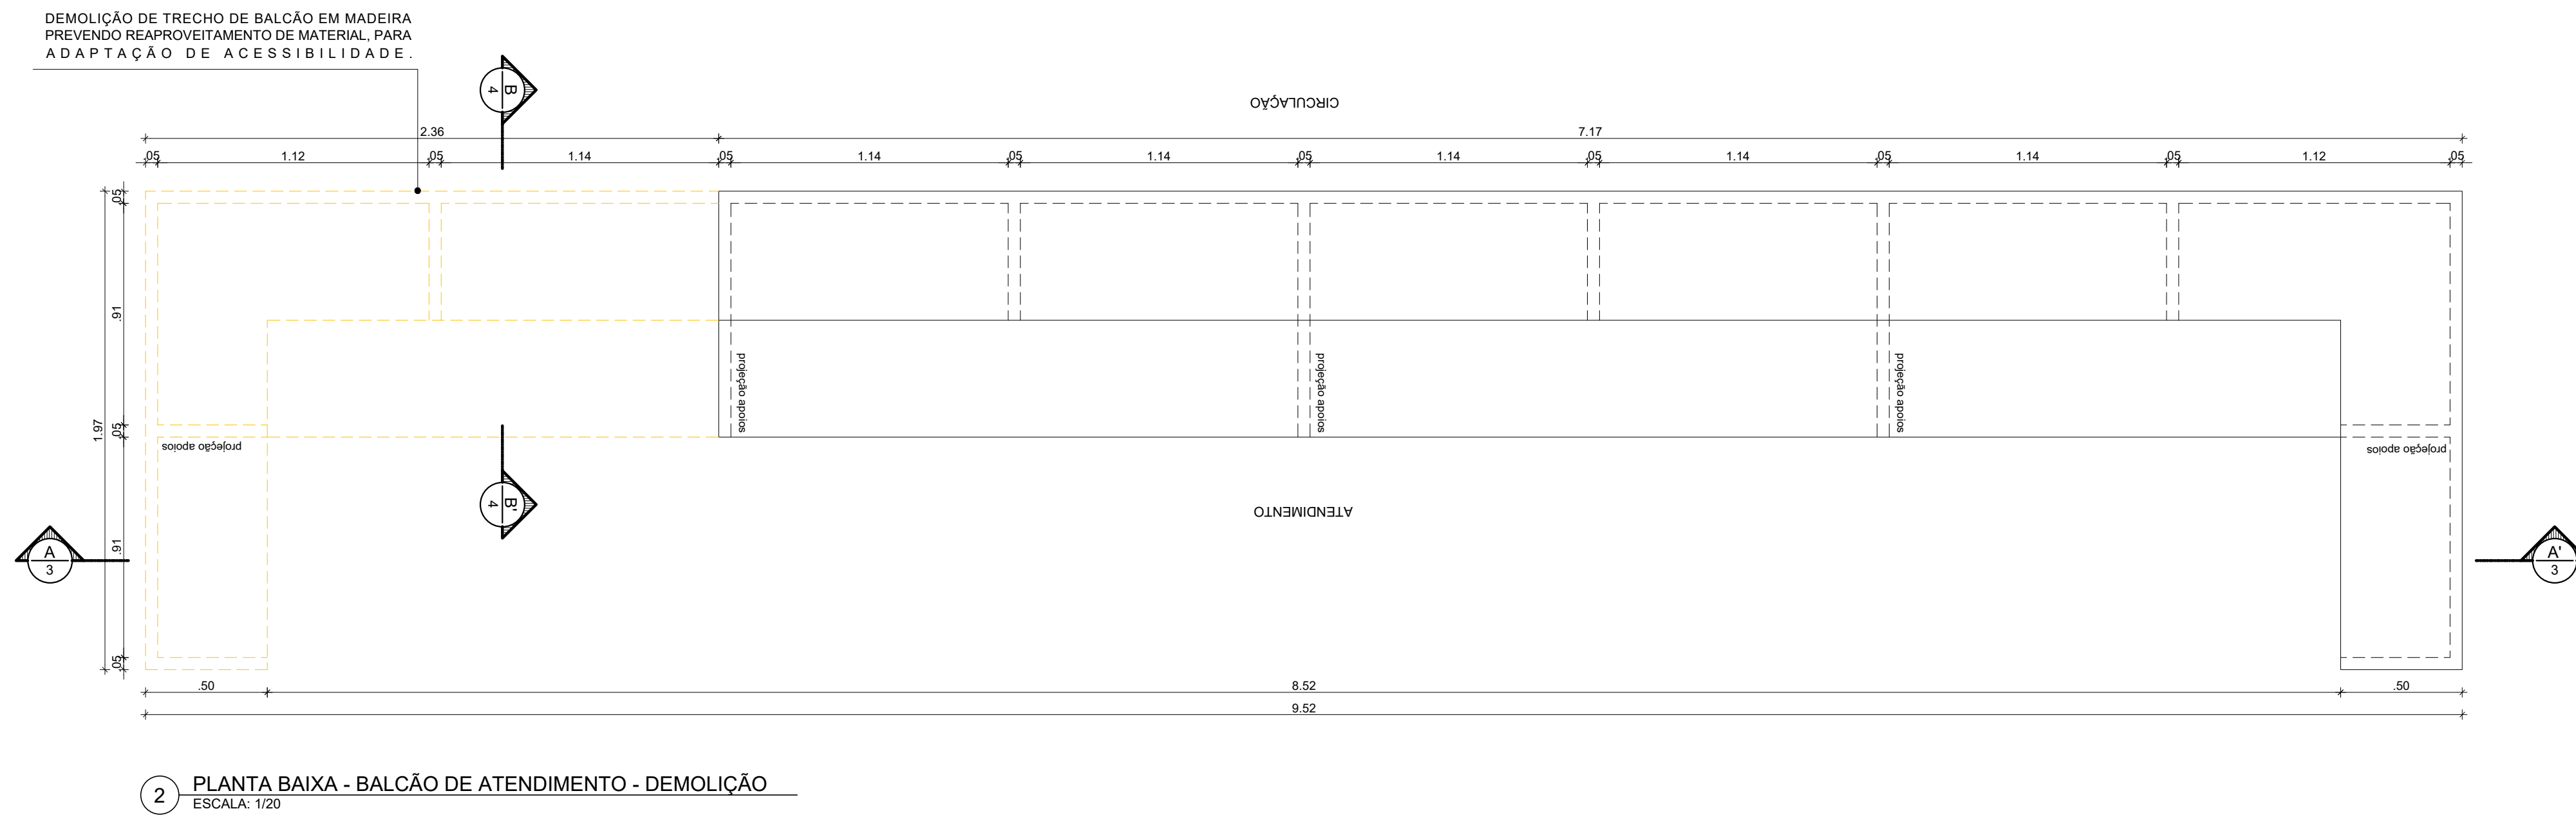 DEMOLIÇÃO DE TRECHO DE BALCÃO EM MADEIRA
PREVENDO REAPROVEITAMENTO DE MATERIAL, PARA
ADAPTAÇÃO DE ACESSIBILIDADE.
B
4
CIRCULAÇÃO
2.36
7.17
.05
1.12
.05
1.14
.05
1.14
.05
1.14
.05
1.14
.05
1.14
.05
1.14
.05
1.12
.05
1.97
.05
.91
.05
.91
.05
projeção apoios
projeção apoios
projeção apoios
projeção apoios
projeção apoios
B'
4
ATENDIMENTO
A
3
A'
3
.50
8.52
.50
9.52
2
PLANTA BAIXA - BALCÃO DE ATENDIMENTO - DEMOLIÇÃO
ESCALA: 1/20